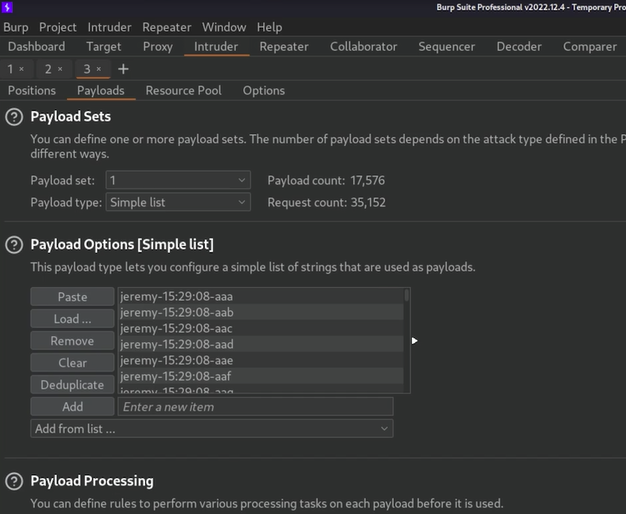 Burp Suite Professional v2022.12.4 - Temporary Pro
Burp Project Intruder Repeater Window Help
Dashboard Target Proxy Intruder Repeater Collaborator Sequencer Decoder Comparer
1 × 2 × 3 × +
Positions Payloads Resource Pool Options
? Payload Sets
You can define one or more payload sets. The number of payload sets depends on the attack type defined in the P
different ways.
Payload set: 1 Payload count: 17,576
Payload type: Simple list Request count: 35,152
? Payload Options [Simple list]
This payload type lets you configure a simple list of strings that are used as payloads.
Paste jeremy-15:29:08-aaa
jeremy-15:29:08-aab
Load ... jeremy-15:29:08-aac
Remove jeremy-15:29:08-aad
Clear jeremy-15:29:08-aae
Deduplicate jeremy-15:29:08-aaf
jeremy-15:29:08-aag
Add Enter a new item
Add from list ...
? Payload Processing
You can define rules to perform various processing tasks on each payload before it is used.